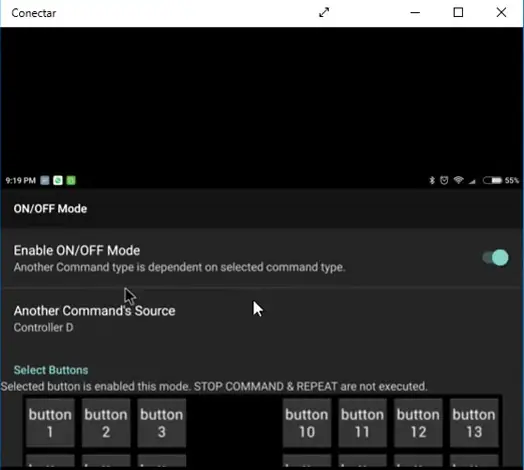 Conectar
9:19 PM 55%
ON/OFF Mode
Enable ON/OFF Mode
Another Command type is dependent on selected command type.
Another Command's Source
Controller D
Select Buttons
Selected button is enabled this mode. STOP COMMAND & REPEAT are not executed.
button button button button button button button
1 2 3 10 11 12 13